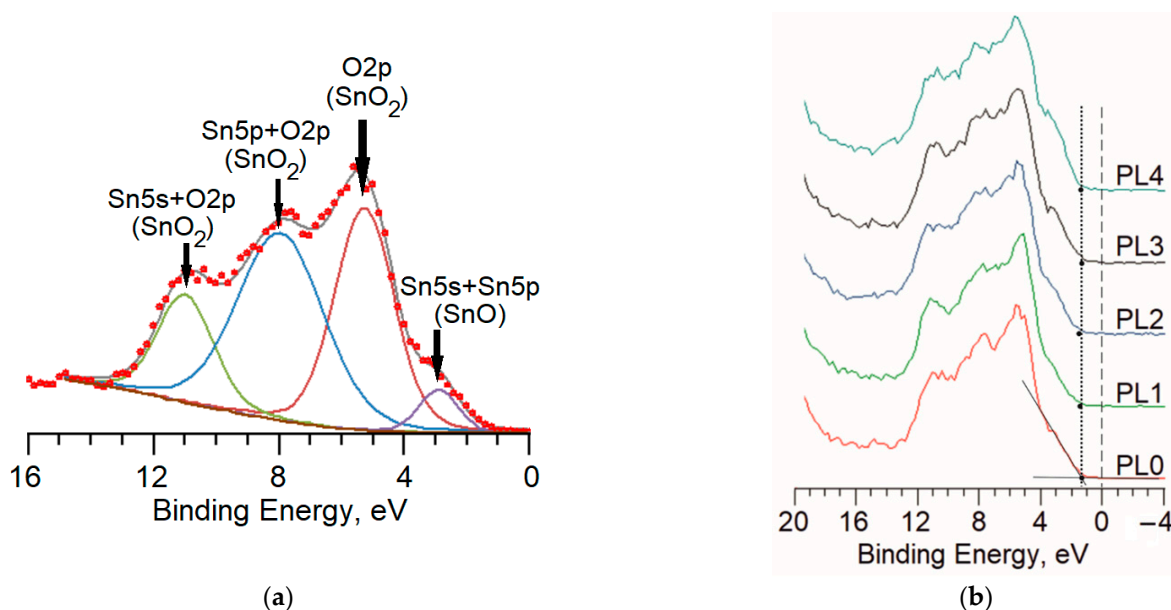 O2p
(SnO₂)
Sn5p+O2p
(SnO₂)
Sn5s+O2p
(SnO₂)
Sn5s+Sn5p
(SnO)
16 12 8 4 0
Binding Energy, eV
(a)
PL4
PL3
PL2
PL1
PL0
20 16 12 8 4 0 −4
Binding Energy, eV
(b)